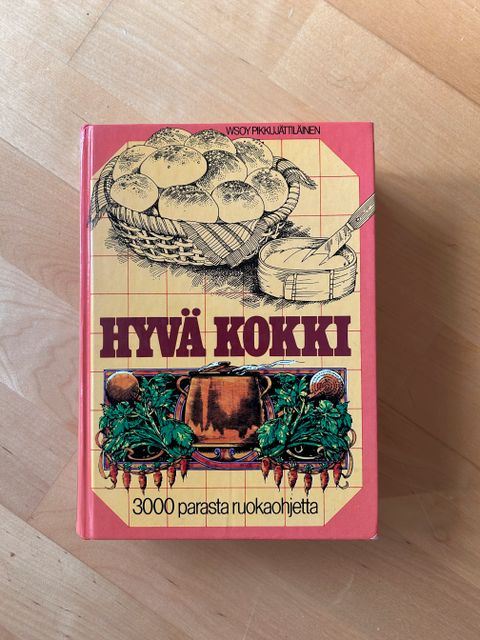 WSOY PIKKUJÄTTILÄINEN
HYVÄ KOKKI
3000 parasta ruokaohjetta